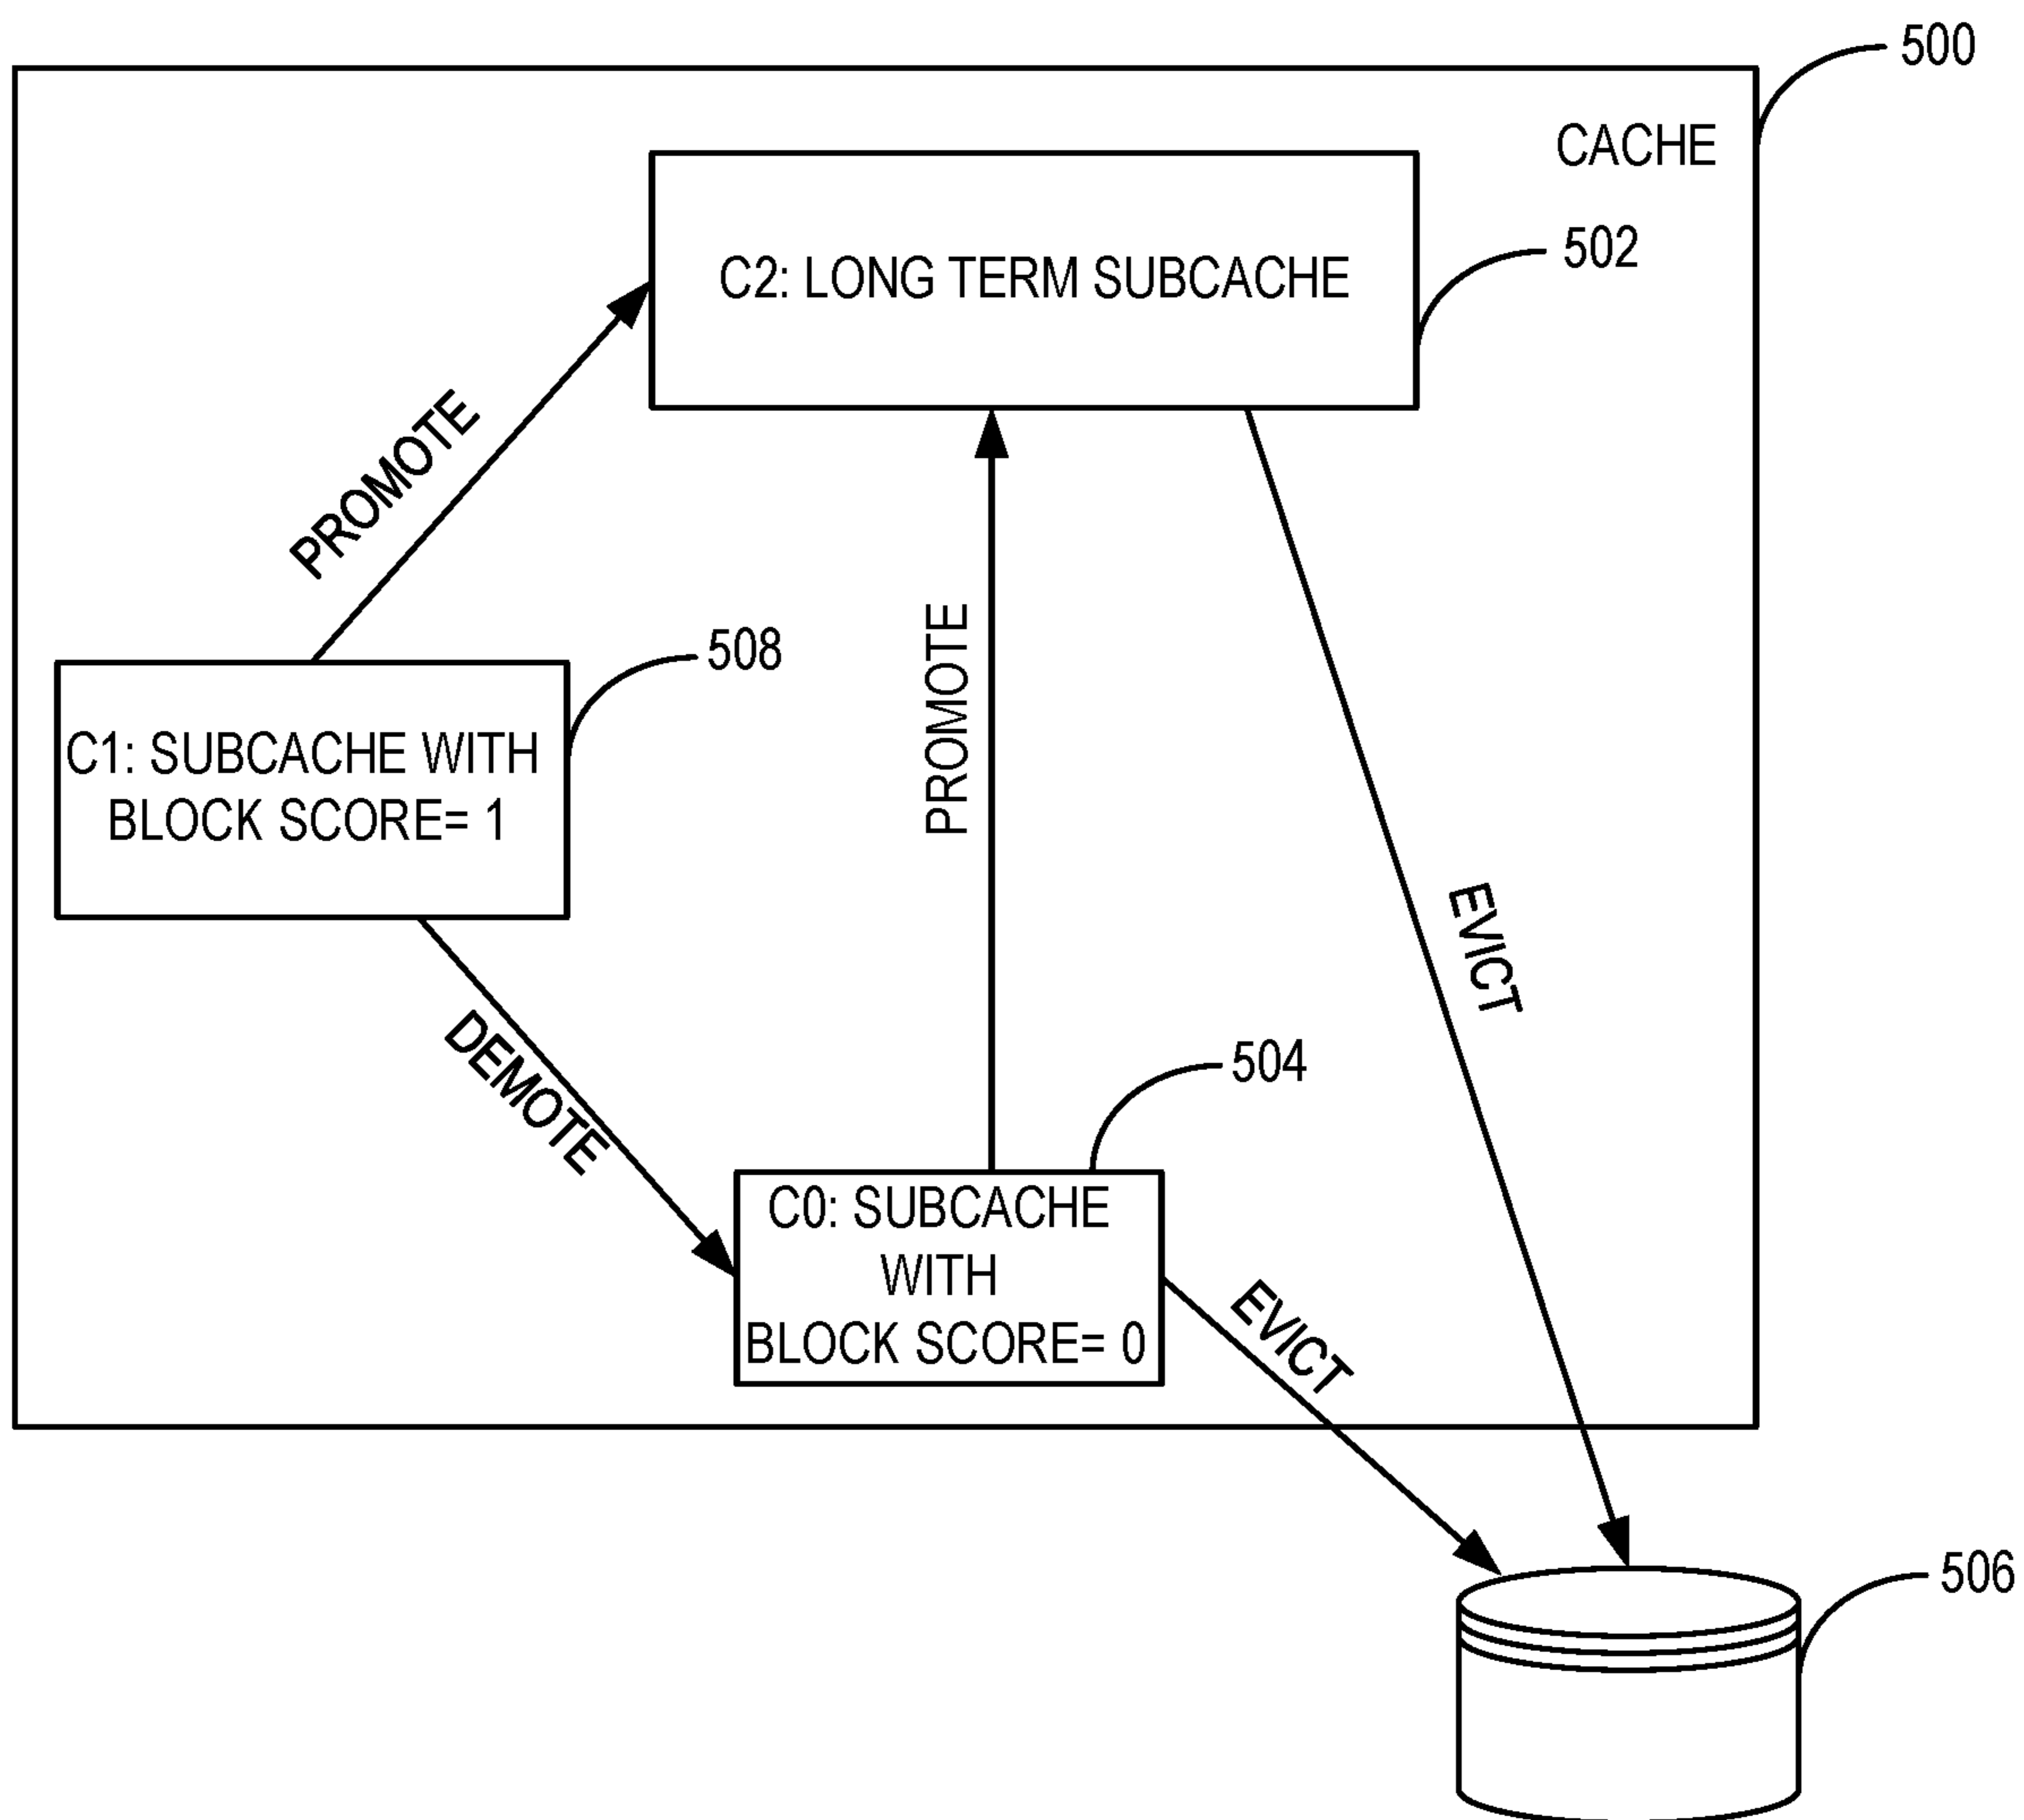 500
CACHE
C2: LONG TERM SUBCACHE
502
PROMOTE
508
C1: SUBCACHE WITH
BLOCK SCORE= 1
PROMOTE
EVICT
DEMOTE
504
C0: SUBCACHE
WITH
BLOCK SCORE= 0
EVICT
506